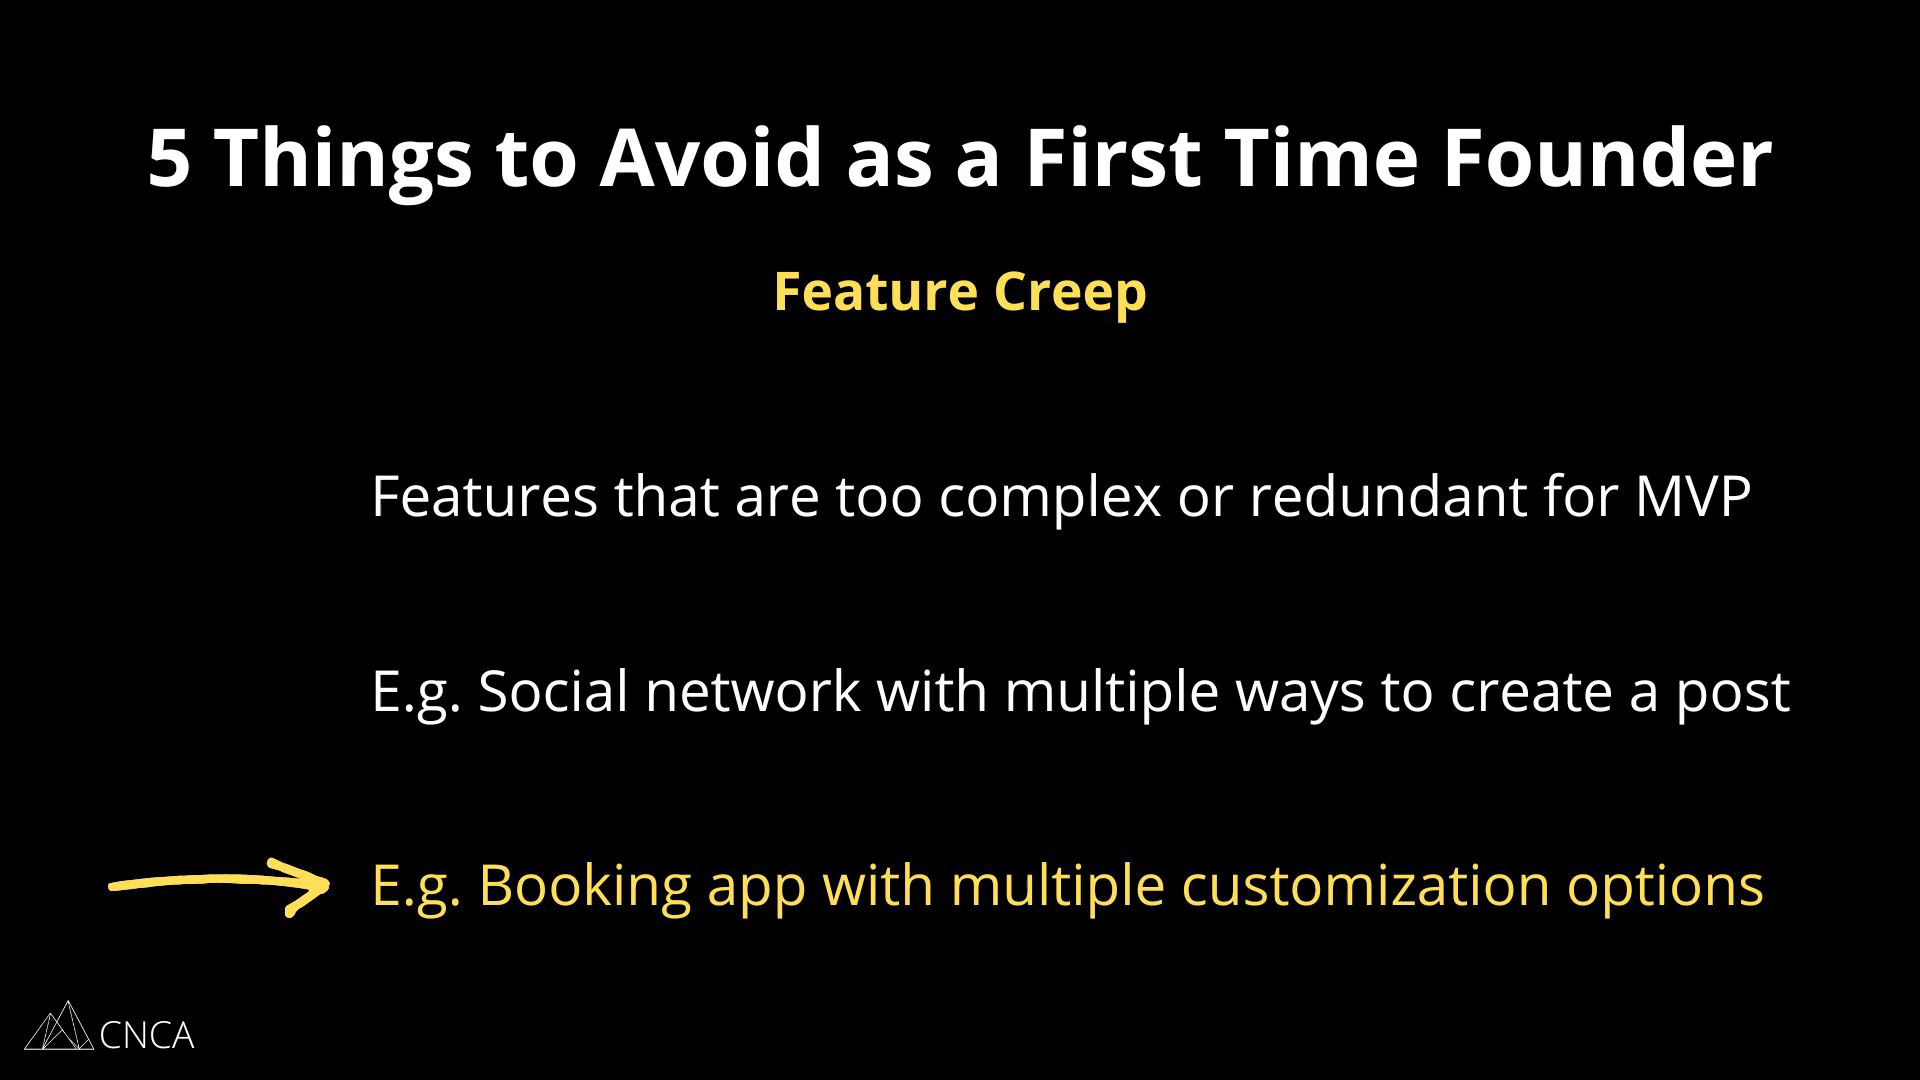 5 Things to Avoid as a First Time Founder
Feature Creep
Features that are too complex or redundant for MVP
E.g. Social network with multiple ways to create a post
E.g. Booking app with multiple customization options
CNCA